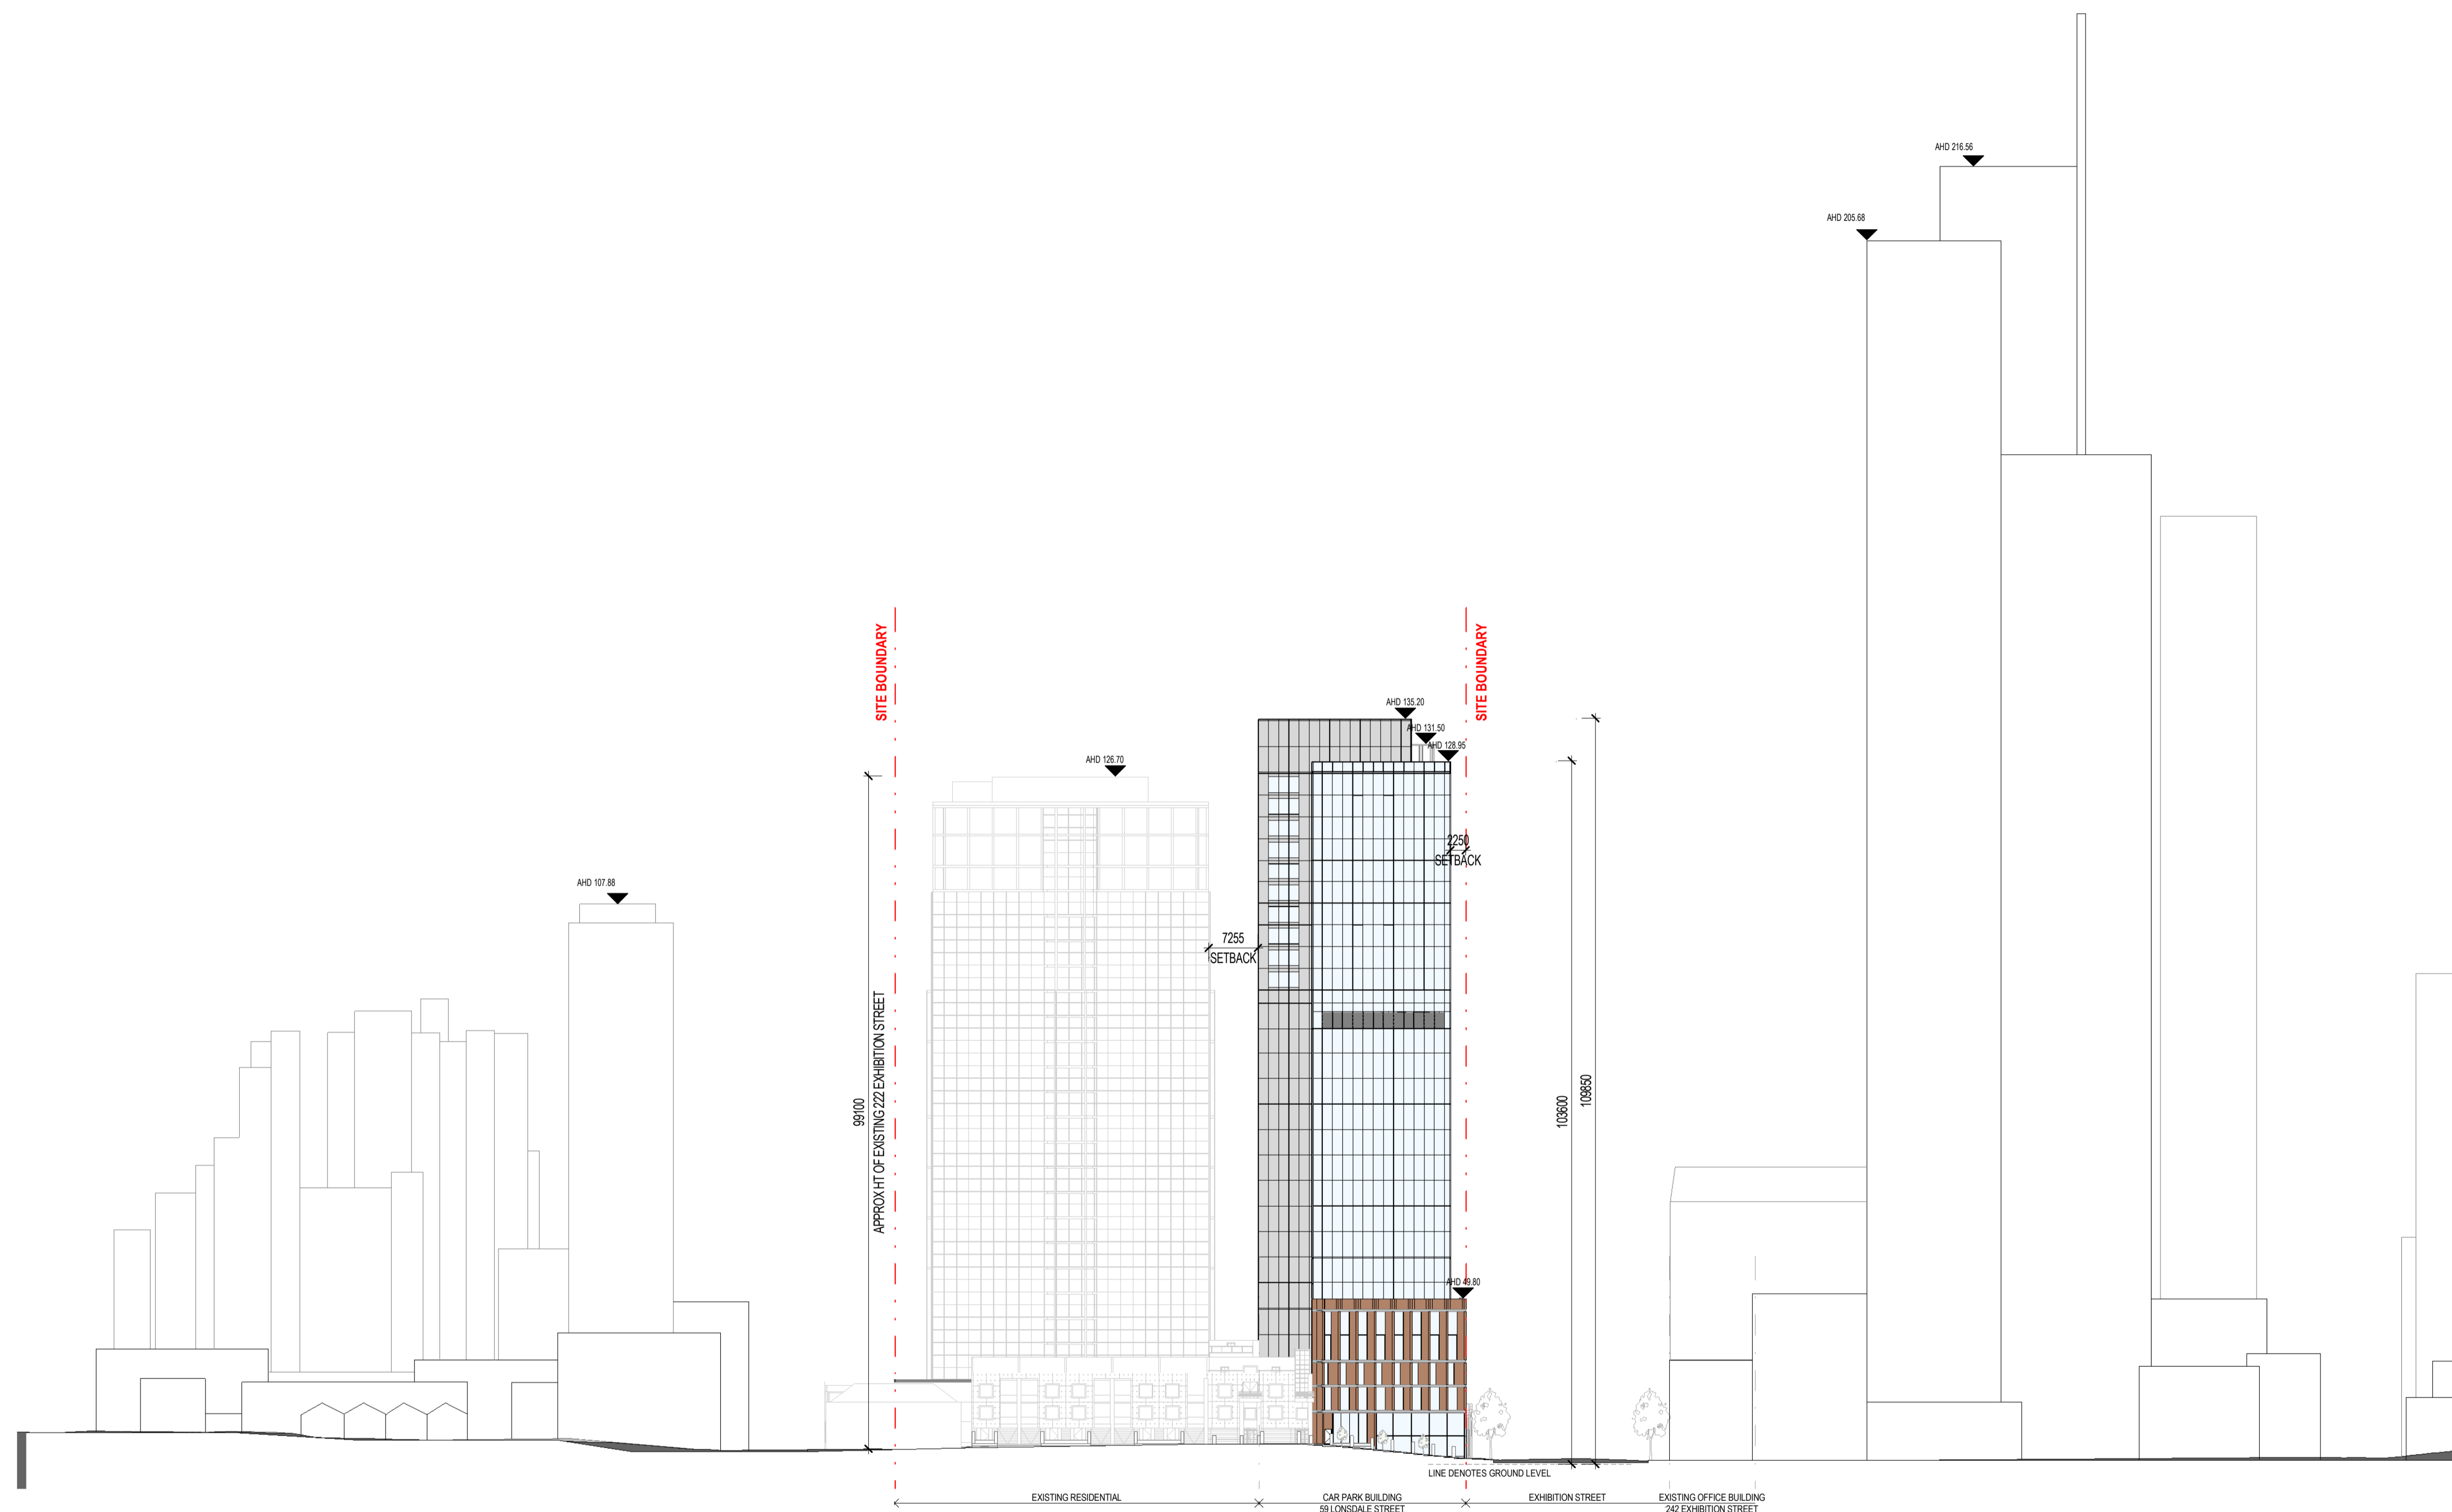 AHD 216.56
AHD 205.68
SITE BOUNDARY
SITE BOUNDARY
AHD 135.20
AHD 131.50
AHD 128.95
AHD 126.70
2250
SETBACK
AHD 107.88
7255
SETBACK
99100
APPROX HT OF EXISTING 222 EXHIBITION STREET
103600
109850
AHD 49.80
LINE DENOTES GROUND LEVEL
EXISTING RESIDENTIAL
CAR PARK BUILDING
59 LONSDALE STREET
EXHIBITION STREET
EXISTING OFFICE BUILDING
242 EXHIBITION STREET